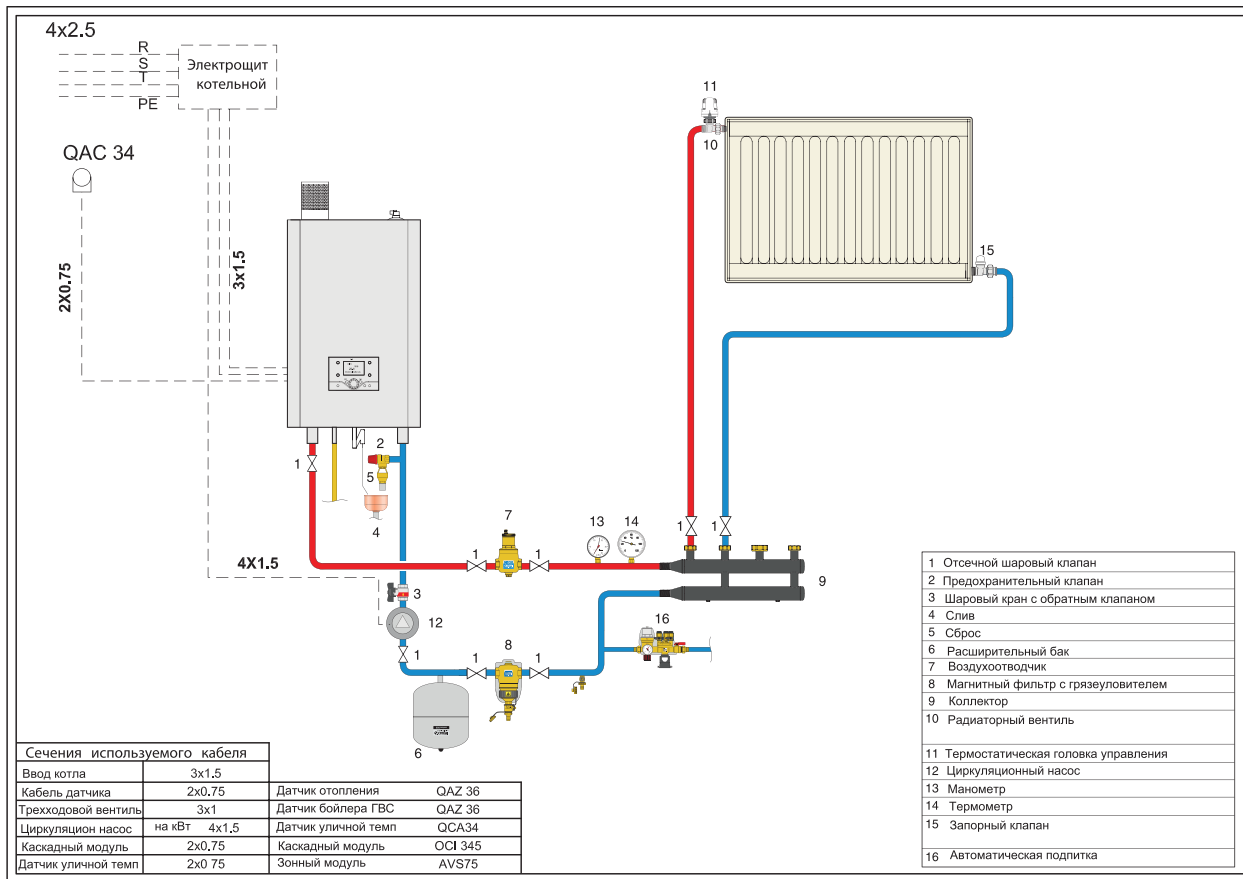 4x2.5
R
S
T
PE
Электрощит
котельной
QAC 34
2X0.75
3x1.5
4X1.5
11
10
15
1
2
5
4
7
1
1
13
14
1
1
9
3
12
1
1
8
1
16
6
1 Отсечной шаровый клапан
2 Предохранительный клапан
3 Шаровый кран с обратным клапаном
4 Слив
5 Сброс
6 Расширительный бак
7 Воздухоотводчик
8 Магнитный фильтр с грязеуловителем
9 Коллектор
10 Радиаторный вентиль
11 Термостатическая головка управления
12 Циркуляционный насос
13 Манометр
14 Термометр
15 Запорный клапан
16 Автоматическая подпитка
Сечения используемого кабеля
Ввод котла 3x1.5
Кабель датчика 2x0.75 Датчик отопления QAZ 36
Трехходовой вентиль 3x1 Датчик бойлера ГВС QAZ 36
Циркуляцион насос на кВт 4x1,5 Датчик уличной темп QCA34
Каскадный модуль 2x0.75 Каскадный модуль OCI 345
Датчик уличной темп 2x0 75 Зонный модуль AVS75